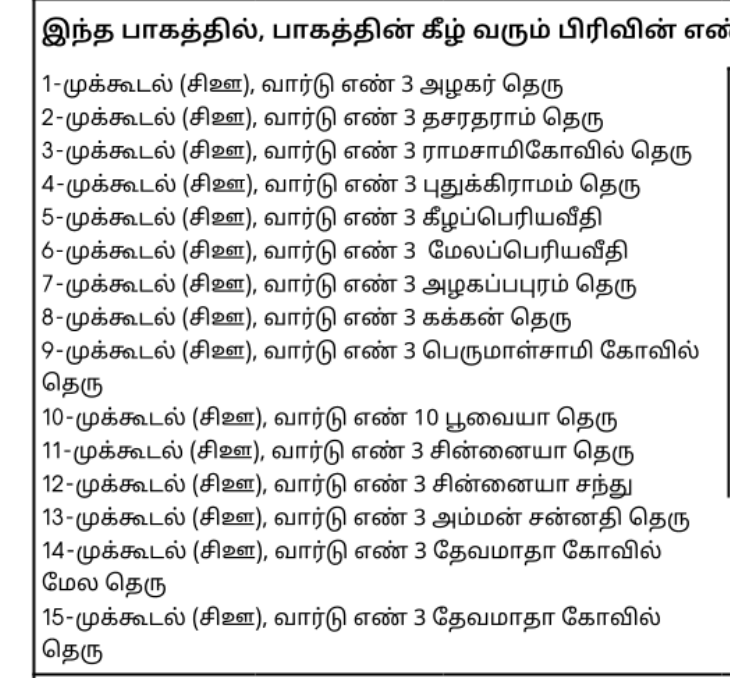 இந்த பாகத்தில், பாகத்தின் கீழ் வரும் பிரிவின் எண்
1-முக்கூடல் (சிஊ), வார்டு எண் 3 அழகர் தெரு
2-முக்கூடல் (சிஊ), வார்டு எண் 3 தசரதராம் தெரு
3-முக்கூடல் (சிஊ), வார்டு எண் 3 ராமசாமிகோவில் தெரு
4-முக்கூடல் (சிஊ), வார்டு எண் 3 புதுக்கிராமம் தெரு
5-முக்கூடல் (சிஊ), வார்டு எண் 3 கீழப்பெரியவீதி
6-முக்கூடல் (சிஊ), வார்டு எண் 3 மேலப்பெரியவீதி
7-முக்கூடல் (சிஊ), வார்டு எண் 3 அழகப்பபுரம் தெரு
8-முக்கூடல் (சிஊ), வார்டு எண் 3 கக்கன் தெரு
9-முக்கூடல் (சிஊ), வார்டு எண் 3 பெருமாள்சாமி கோவில்
தெரு
10-முக்கூடல் (சிஊ), வார்டு எண் 10 பூவையா தெரு
11-முக்கூடல் (சிஊ), வார்டு எண் 3 சின்னையா தெரு
12-முக்கூடல் (சிஊ), வார்டு எண் 3 சின்னையா சந்து
13-முக்கூடல் (சிஊ), வார்டு எண் 3 அம்மன் சன்னதி தெரு
14-முக்கூடல் (சிஊ), வார்டு எண் 3 தேவமாதா கோவில்
மேல தெரு
15-முக்கூடல் (சிஊ), வார்டு எண் 3 தேவமாதா கோவில்
தெரு